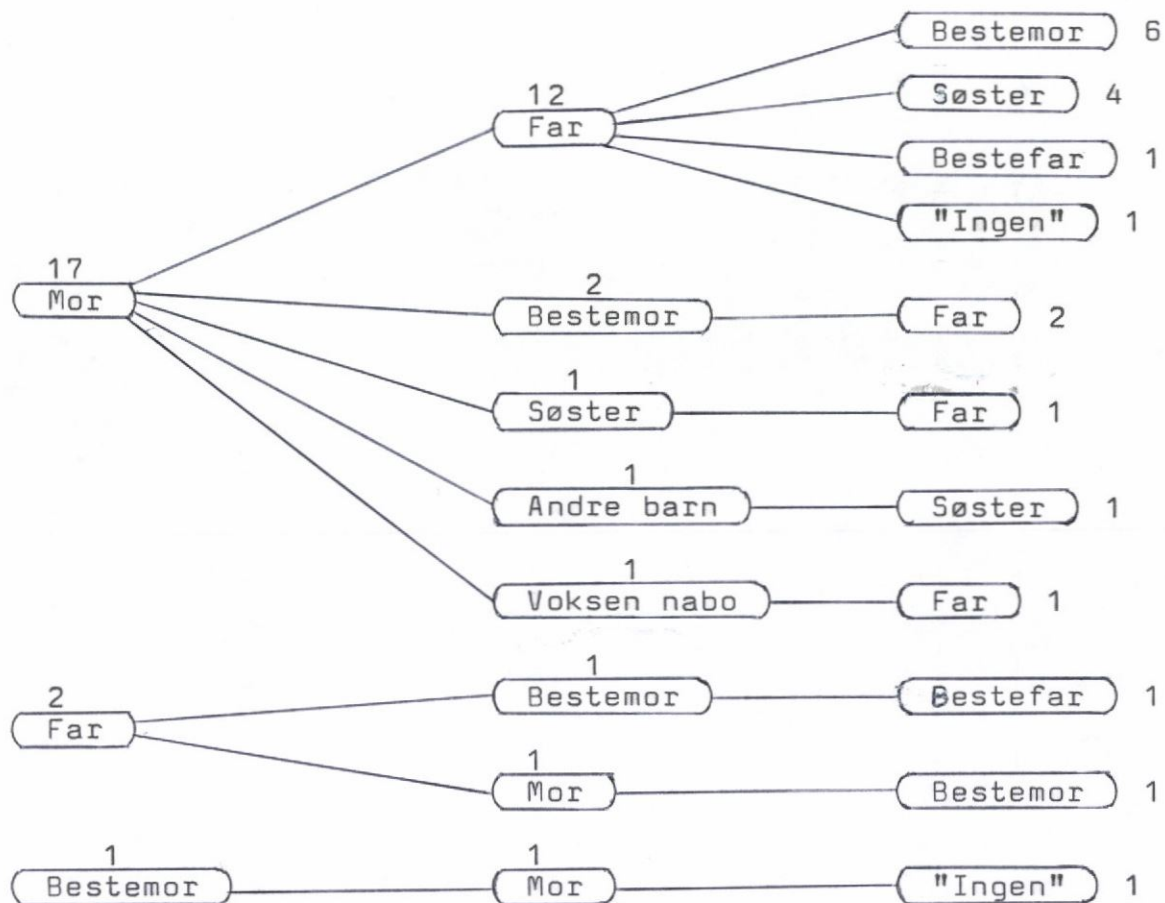 Bestemor 6
12
Søster 4
Far
Bestefar 1
"Ingen" 1
17
Mor
2
Bestemor
Far 2
1
Søster
Far 1
1
Andre barn
Søster 1
1
Voksen nabo
Far 1
1
2
Bestemor
Bestefar 1
Far
1
Mor
Bestemor 1
1
1
Bestemor
Mor
"Ingen" 1